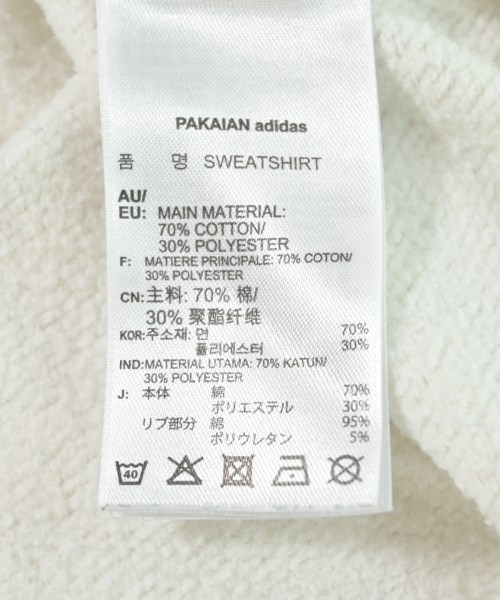 PAKAIAN adidas
품 명 SWEATSHIRT
AU/
EU: MAIN MATERIAL:
70% COTTON/
30% POLYESTER
F: MATIERE PRINCIPALE: 70% COTON/
30% POLYESTER
CN: 主料: 70% 棉/
30% 聚酯纤维
KOR: 주소재: 면 70%
폴리에스터 30%
IND: MATERIAL UTAMA: 70% KATUN/
30% POLYESTER
J: 本体 綿 70%
ポリエステル 30%
リブ部分 綿 95%
ポリウレタン 5%
40